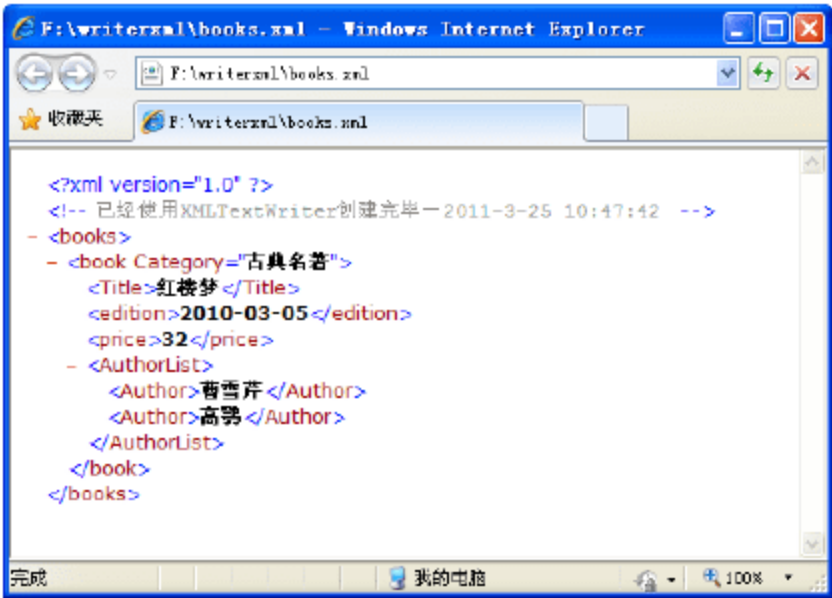 F:\writerxml\books.xml - Windows Internet Explorer
F:\writerxml\books.xml
收藏夹
F:\writerxml\books.xml
<?xml version="1.0" ?>
<!-- 已经使用XMLTextWriter创建完毕一2011-3-25 10:47:42 -->
- <books>
- <book Category="古典名著">
<Title>红楼梦</Title>
<edition>2010-03-05</edition>
<price>32</price>
- <AuthorList>
<Author>曹雪芹</Author>
<Author>高鹗</Author>
</AuthorList>
</book>
</books>
完成 我的电脑 100%